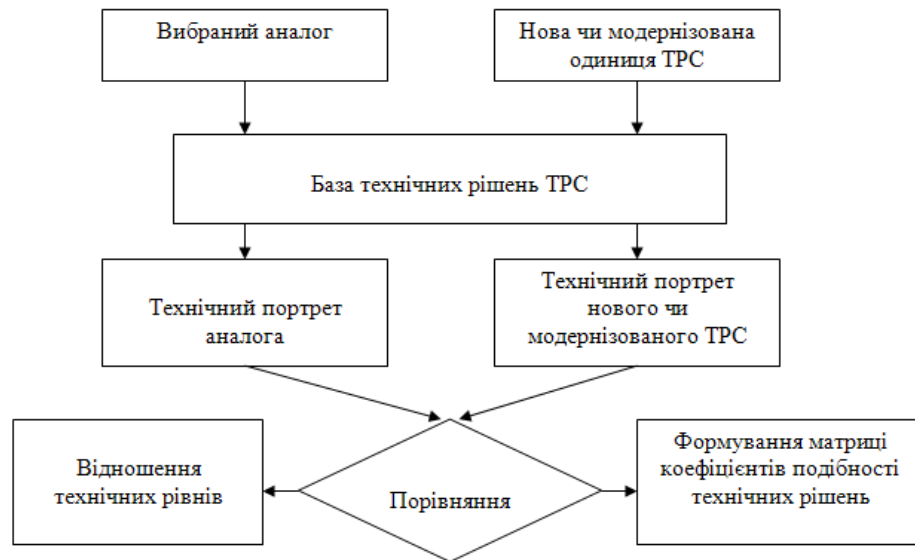 Вибраний аналог
Нова чи модернізована
одиниця ТРС
База технічних рішень ТРС
Технічний портрет
аналога
Технічний портрет
нового чи
модернізованого ТРС
Відношення
технічних рівнів
Порівняння
Формування матриці
коефіцієнтів подібності
технічних рішень